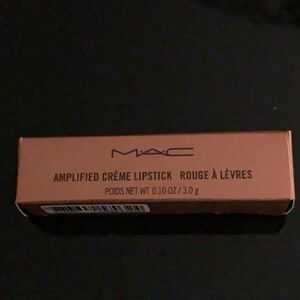 MAC
AMPLIFIED CRÈME LIPSTICK ROUGE À LÈVRES
POIDS NET WT. 0.10 OZ / 3.0 g